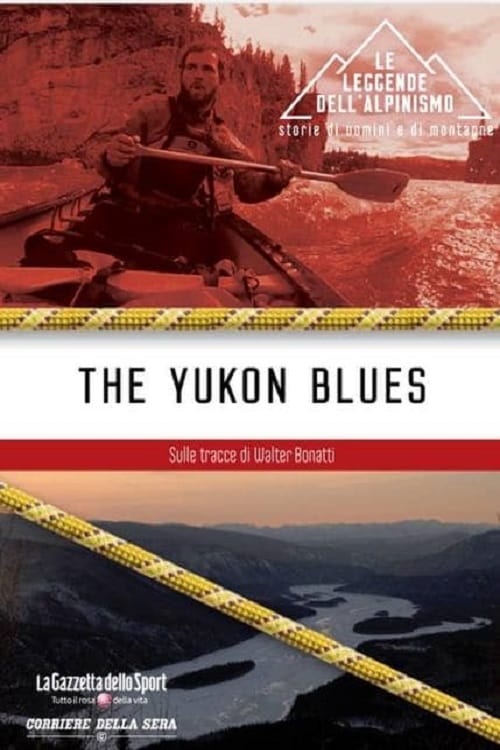 LE
LEGGENDE
DELL'ALPINISMO
storie di uomini e di montagne
THE YUKON BLUES
Sulle tracce di Walter Bonatti
La Gazzetta dello Sport
Tutto il rosa della vita
CORRIERE DELLA SERA